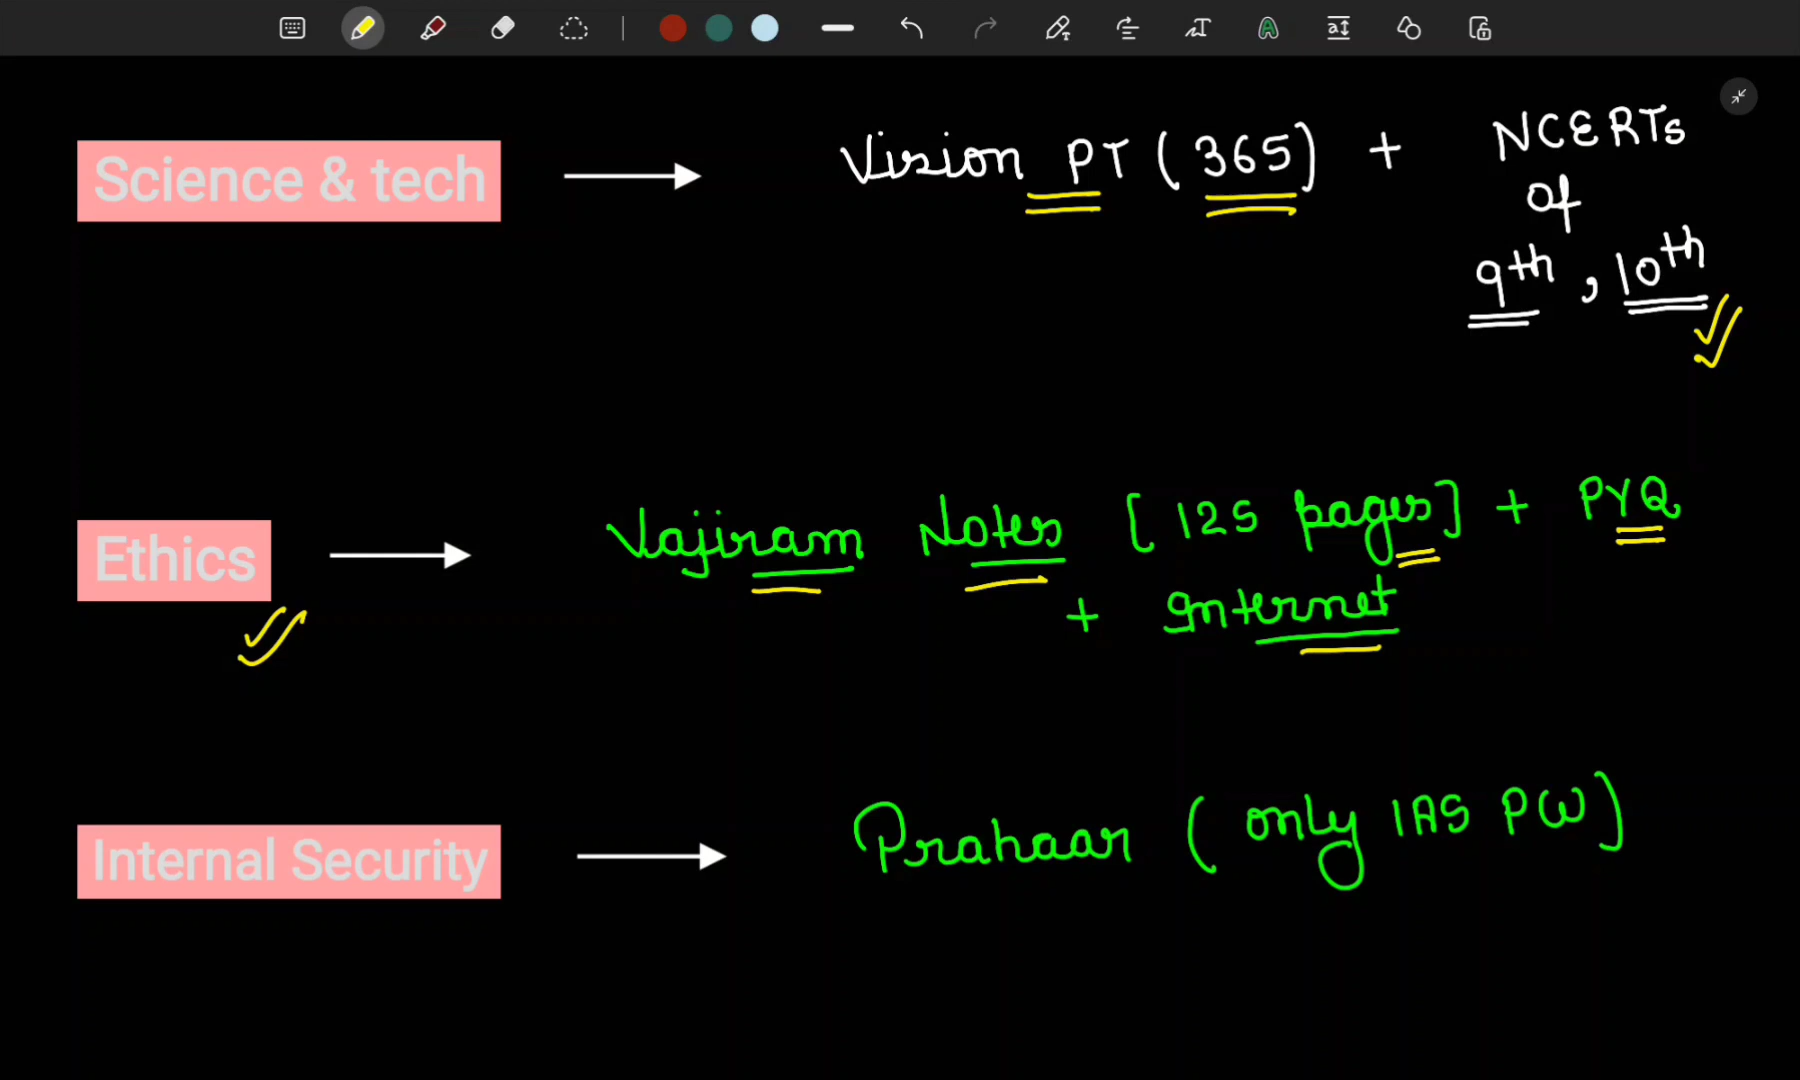 Science & tech → Vision PT (365) + NCERTs
of
9th, 10th
Ethics → Vajiram Notes [125 pages] + PYQ
+ Internet
Internal Security → Prahaar (only IAS PW)